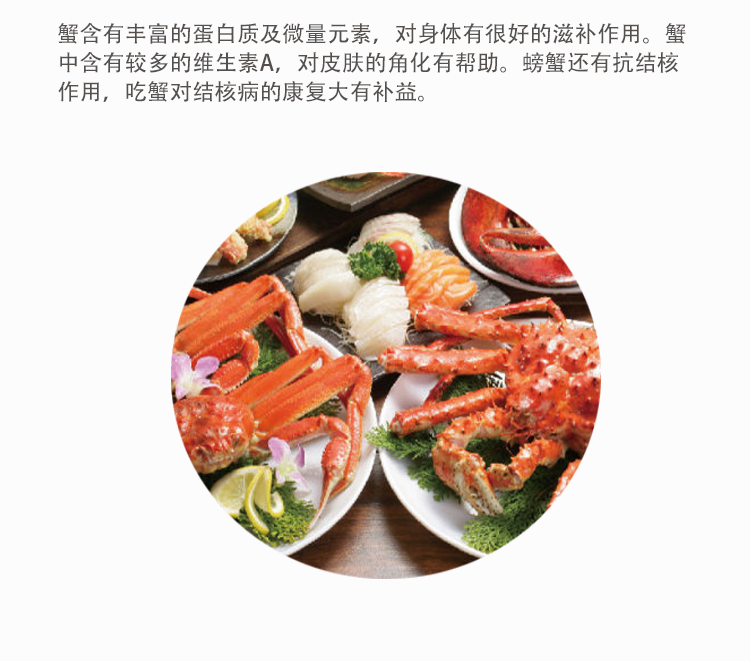 蟹含有丰富的蛋白质及微量元素，对身体有很好的滋补作用。蟹
中含有较多的维生素A，对皮肤的角化有帮助。螃蟹还有抗结核
作用，吃蟹对结核病的康复大有补益。